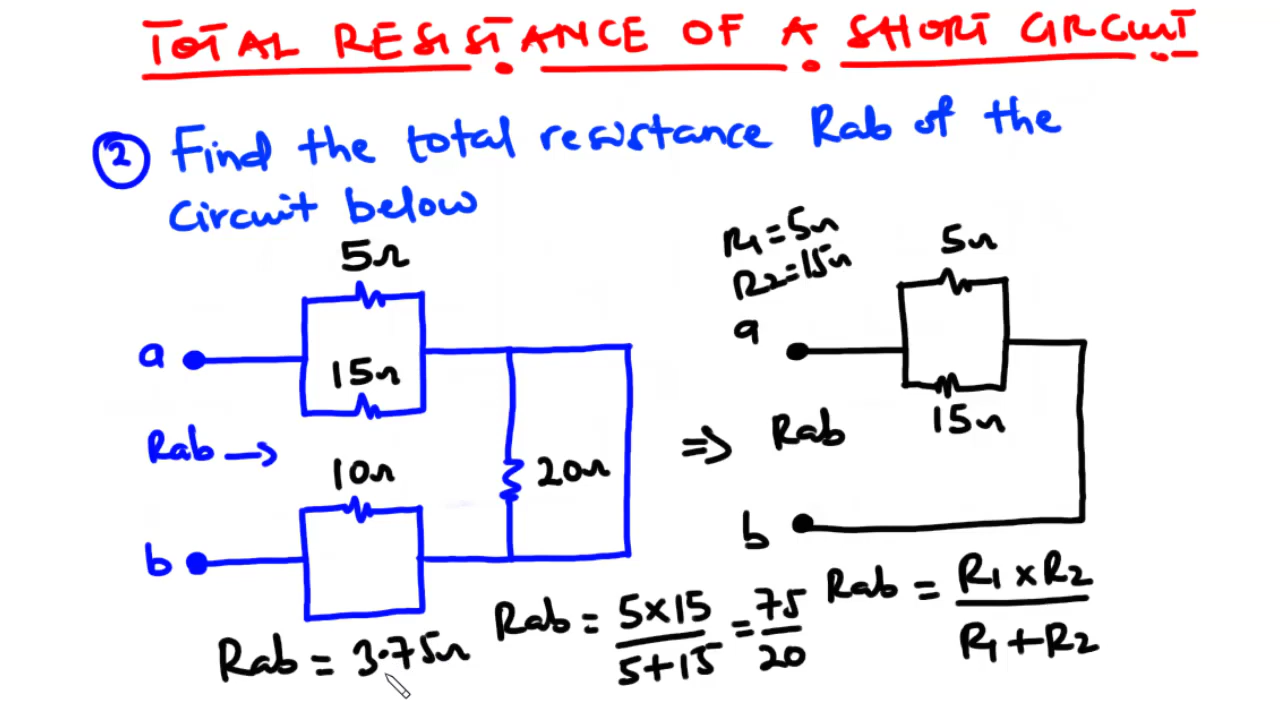 TOTAL RESISTANCE OF A SHORT CIRCUIT
② Find the total resistance Rab of the
circuit below
5Ω
a
15Ω
Rab →
10Ω
20Ω
b
R1 = 5Ω
R2 = 15Ω
5Ω
a
15Ω
=> Rab
b
Rab = R1 x R2 / R1 + R2
Rab = 5x15 / 5+15 = 75 / 20
Rab = 3.75Ω